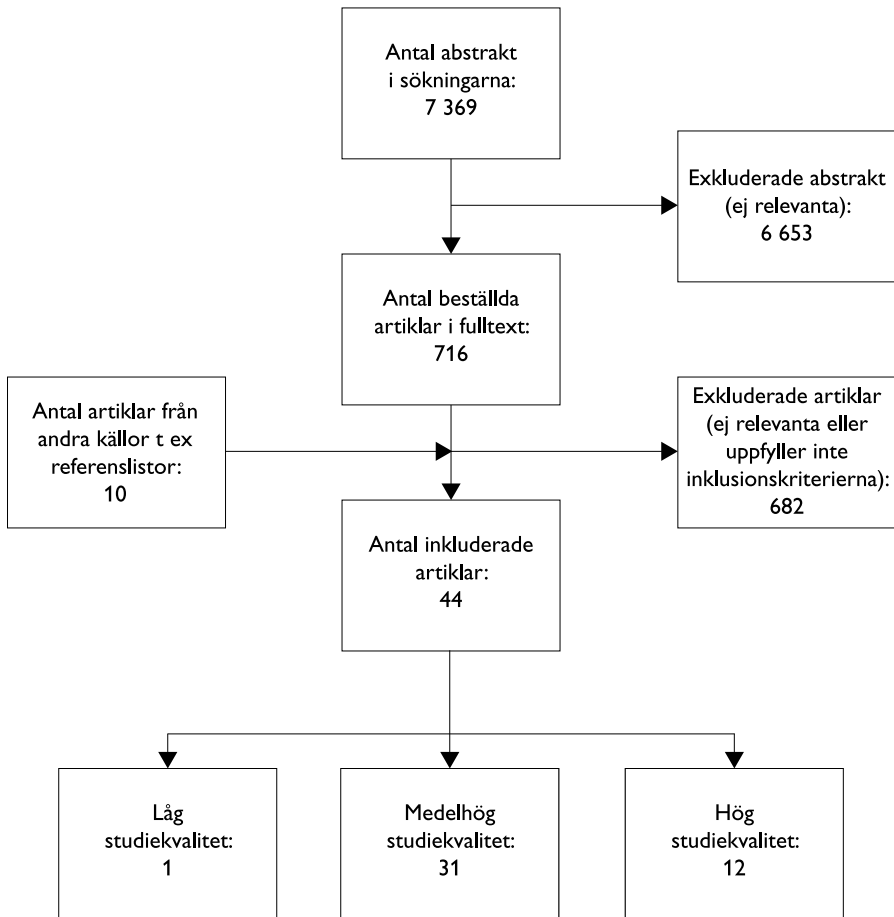 Antal abstrakt
i sökningarna:
7 369
Exkluderade abstrakt
(ej relevanta):
6 653
Antal beställda
artiklar i fulltext:
716
Antal artiklar från
andra källor t ex
referenslistor:
10
Exkluderade artiklar
(ej relevanta eller
uppfyller inte
inklusionskriterierna):
682
Antal inkluderade
artiklar:
44
Låg
studiekvalitet:
1
Medelhög
studiekvalitet:
31
Hög
studiekvalitet:
12